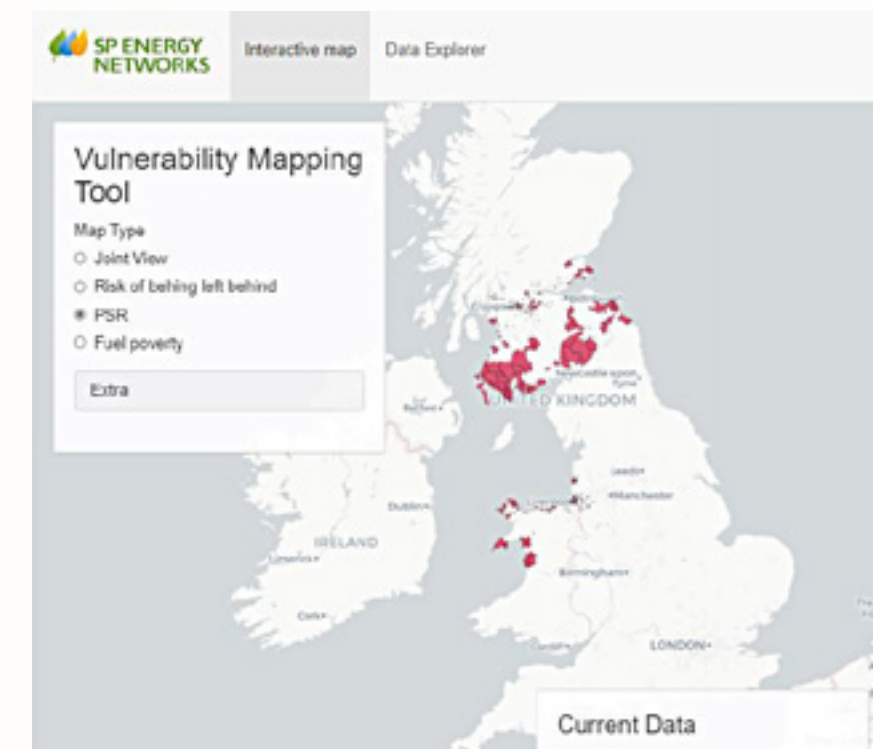 SP ENERGY
NETWORKS
Interactive map
Data Explorer
Vulnerability Mapping
Tool
Map Type
Joint View
Risk of behing left behind
PSR
Fuel poverty
Extra
UNITED KINGDOM
Newcastle upon
Tyne
Belfast
Leeds
Manchester
Liverpool
Dublin
IRELAND
Limerick
Birmingham
Cork
Cardiff
LONDON
Current Data